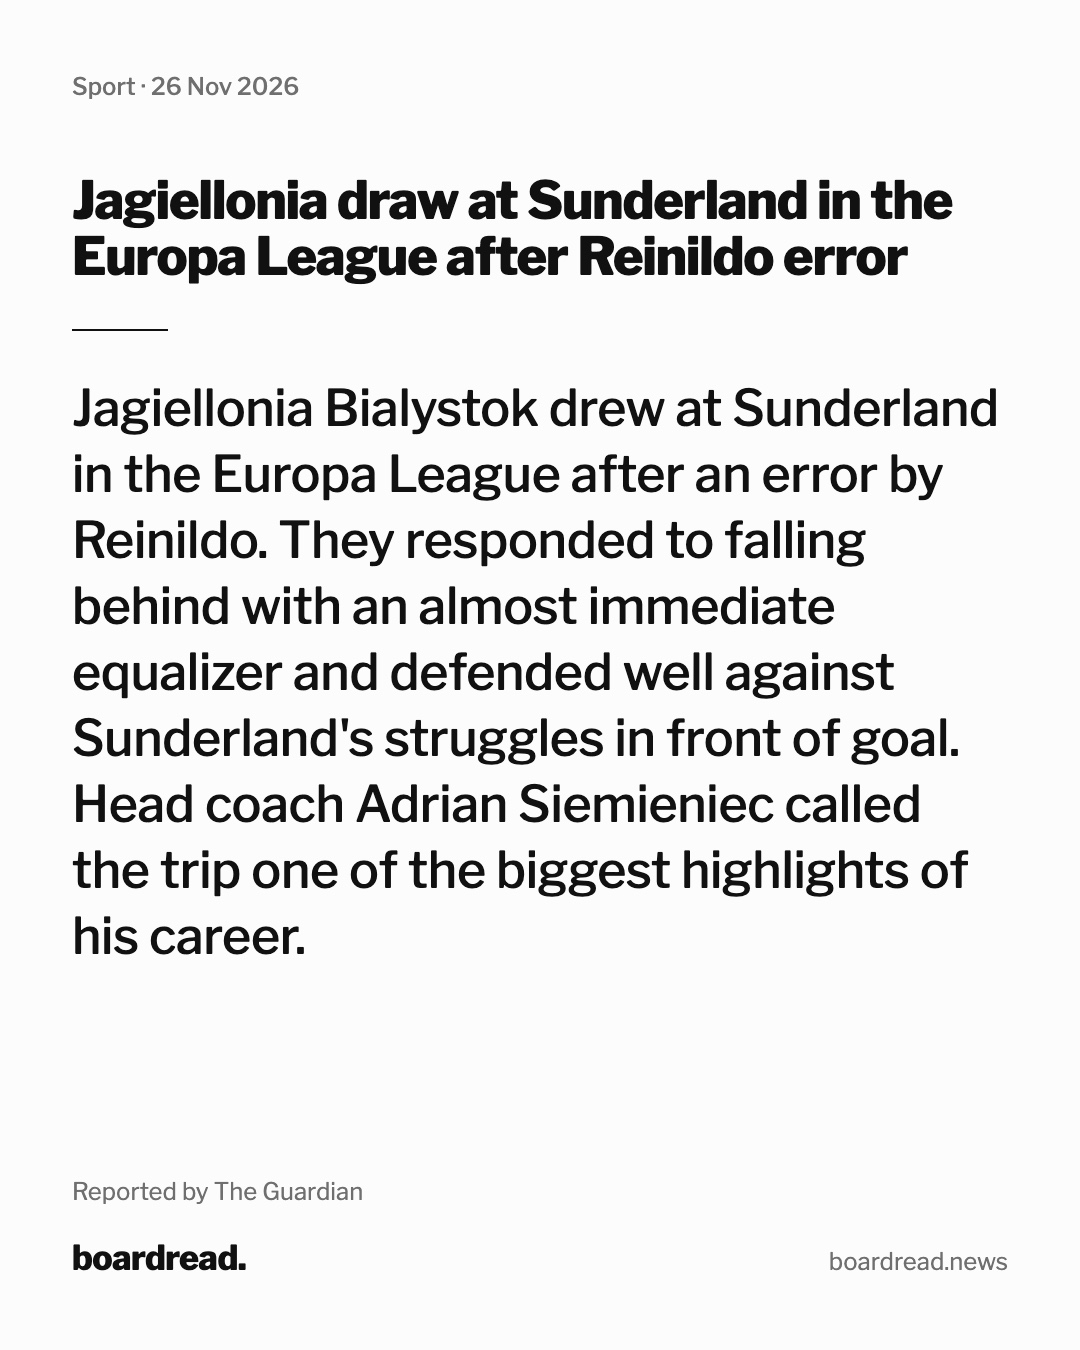 Sport · 26 Nov 2026
Jagiellonia draw at Sunderland in the
Europa League after Reinildo error
Jagiellonia Bialystok drew at Sunderland
in the Europa League after an error by
Reinildo. They responded to falling
behind with an almost immediate
equalizer and defended well against
Sunderland's struggles in front of goal.
Head coach Adrian Siemieniec called
the trip one of the biggest highlights of
his career.
Reported by The Guardian
boardread.
boardread.news